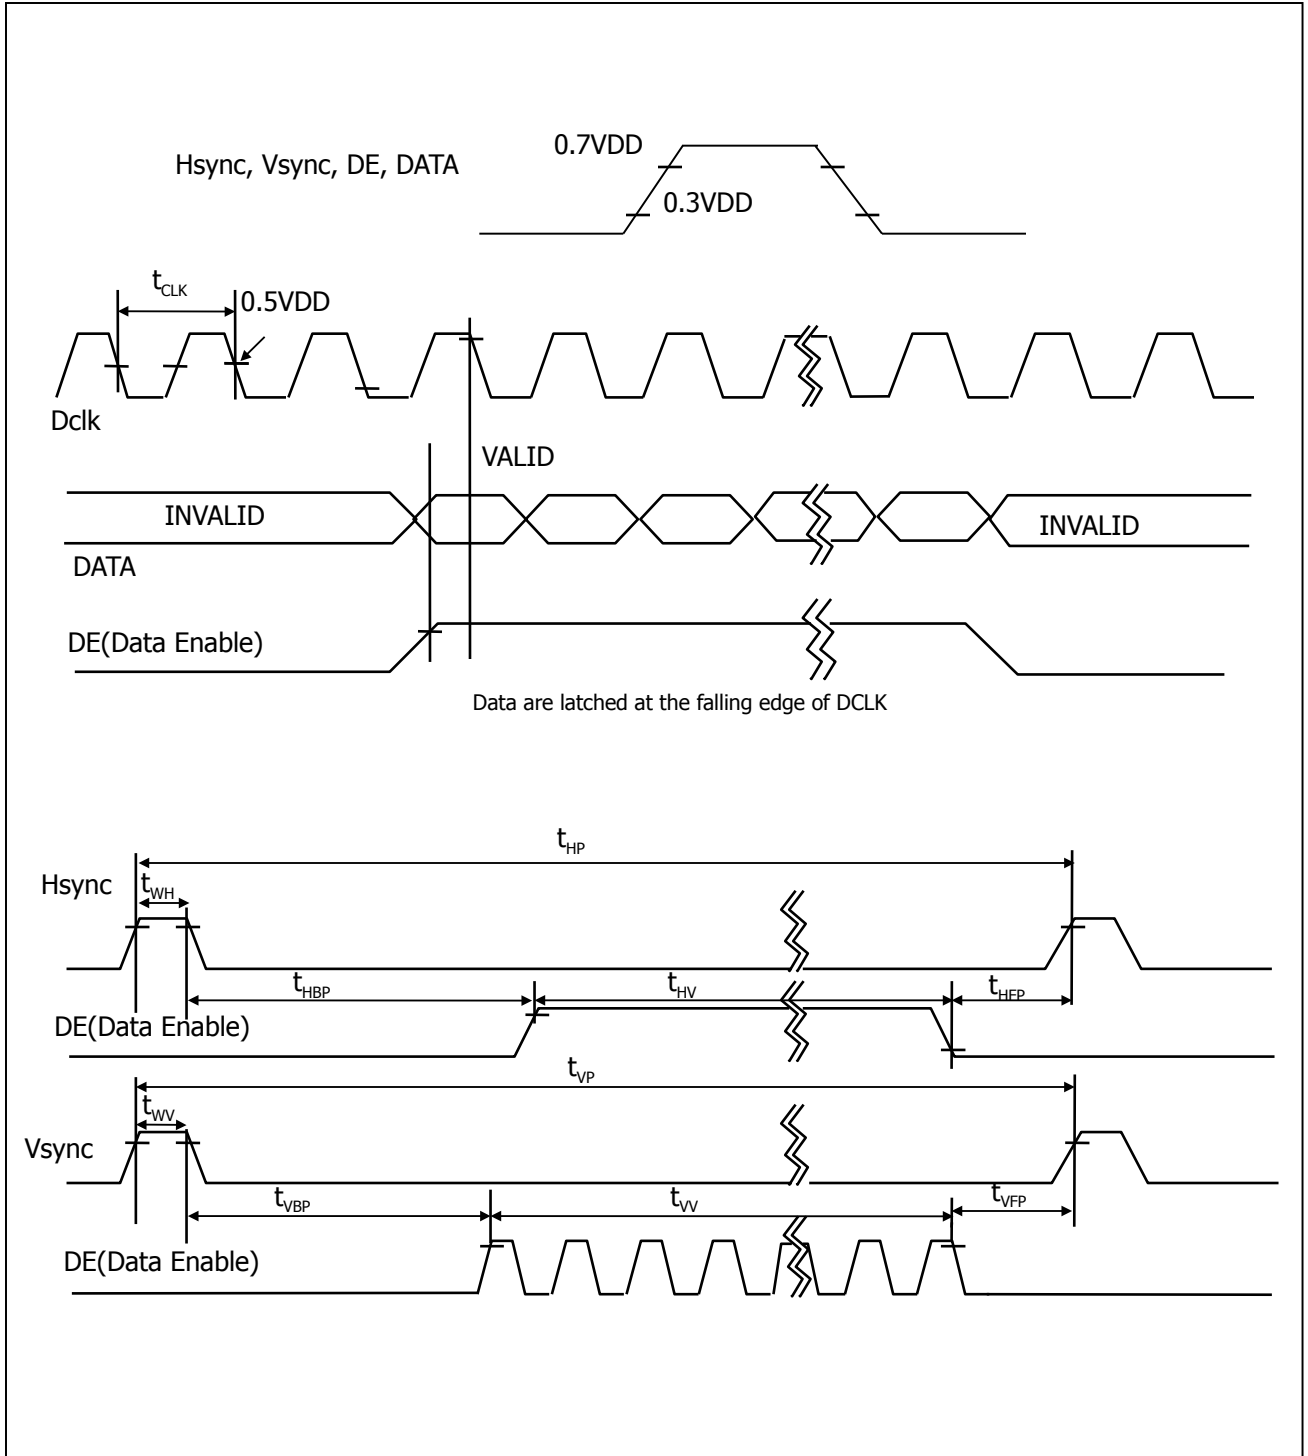 0.7VDD
Hsync, Vsync, DE, DATA
0.3VDD
tCLK
0.5VDD
Dclk
VALID
INVALID
INVALID
DATA
DE(Data Enable)
Data are latched at the falling edge of DCLK
tHP
Hsync
tWH
tHBP
tHV
tHFP
DE(Data Enable)
tVP
tWV
Vsync
tVBP
tVV
tVFP
DE(Data Enable)